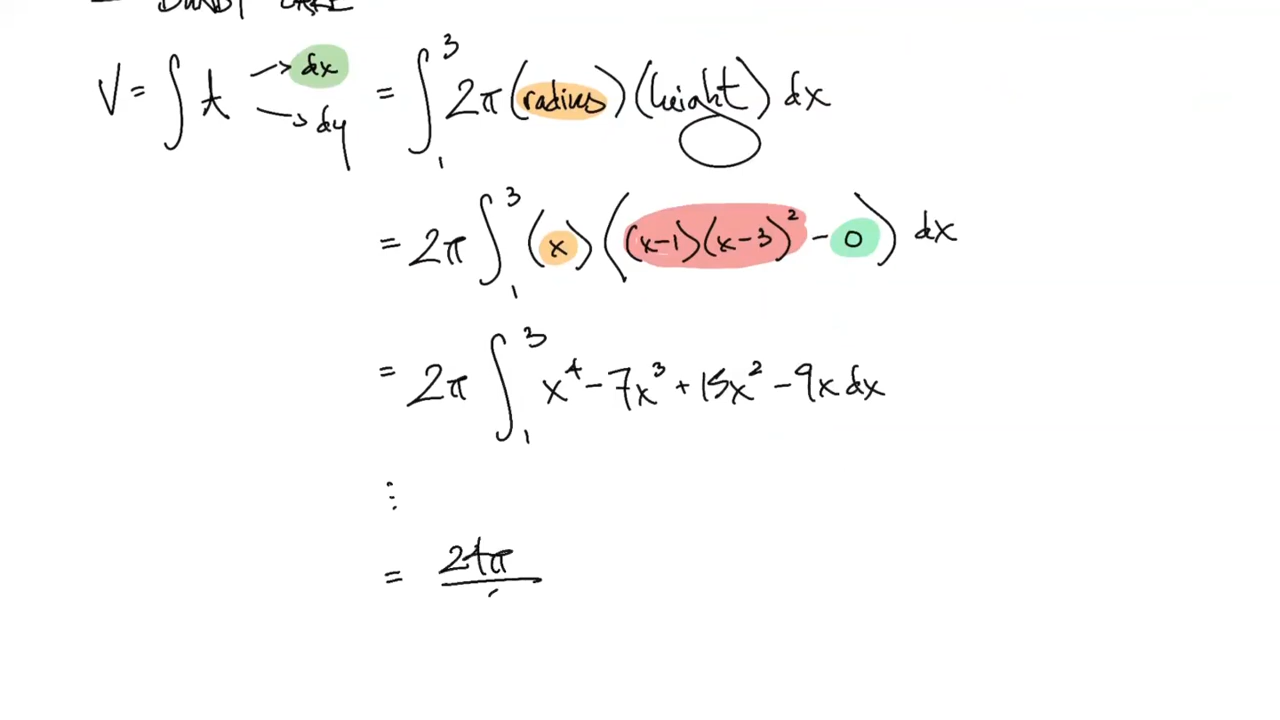 V = ∫ A → dx → dy = ∫₁³ 2π(radius)(height) dx
= 2π ∫₁³ (x)((x-1)(x-3)² - 0) dx
= 2π ∫₁³ x⁴ - 7x³ + 15x² - 9x dx
⋮
= 24π